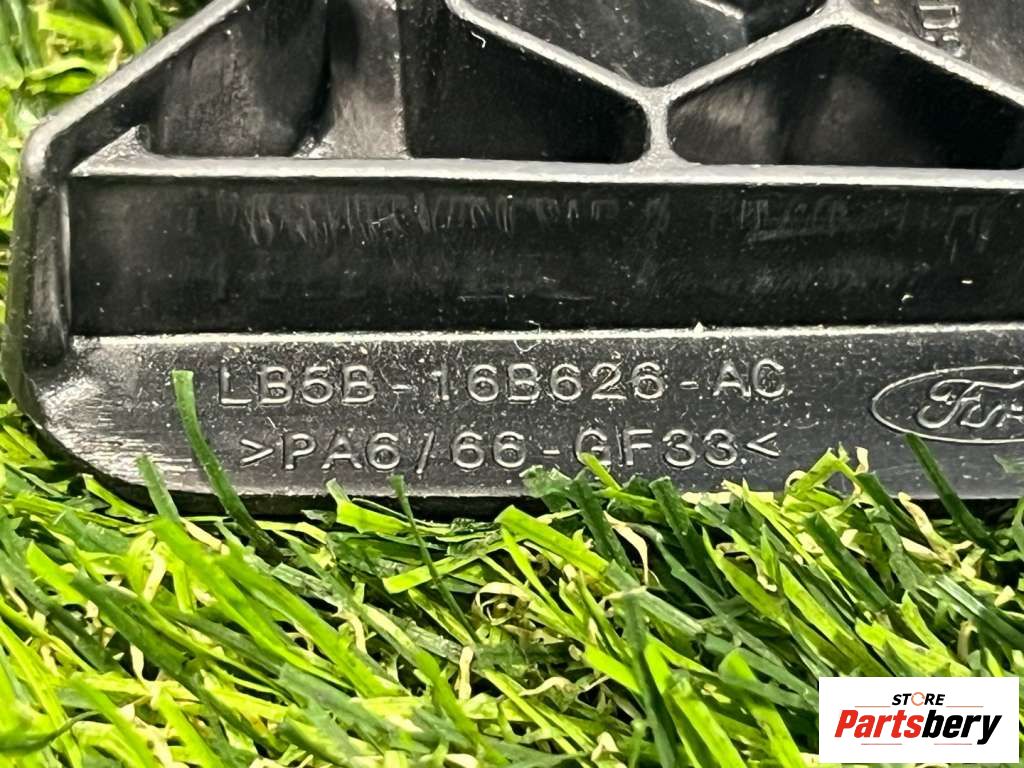 LB5B-16B626-AC
Ford
>PA6/66-GF33<
STORE
Partsbery